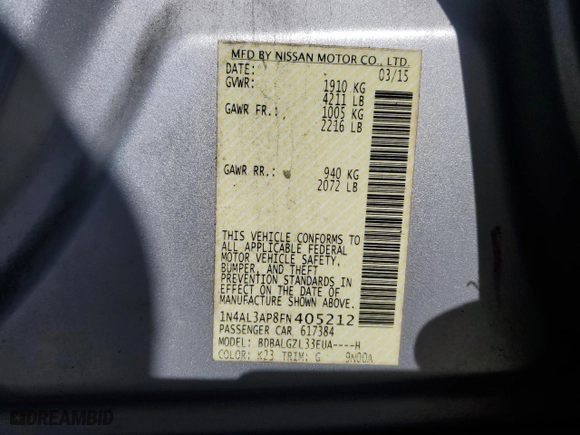 MFD BY NISSAN MOTOR CO., LTD.
DATE: 03/15
GVWR: 1910 KG
4211 LB
GAWR FR.: 1005 KG
2216 LB
GAWR RR.: 940 KG
2072 LB
THIS VEHICLE CONFORMS TO
ALL APPLICABLE FEDERAL
MOTOR VEHICLE SAFETY,
BUMPER, AND THEFT
PREVENTION STANDARDS IN
EFFECT ON THE DATE OF
MANUFACTURE SHOWN ABOVE.
1N4AL3AP8FN405212
PASSENGER CAR 617384
MODEL: BDBALGZL33EUA----H
COLOR: K23 TRIM: G 9N00A
DREAMBID